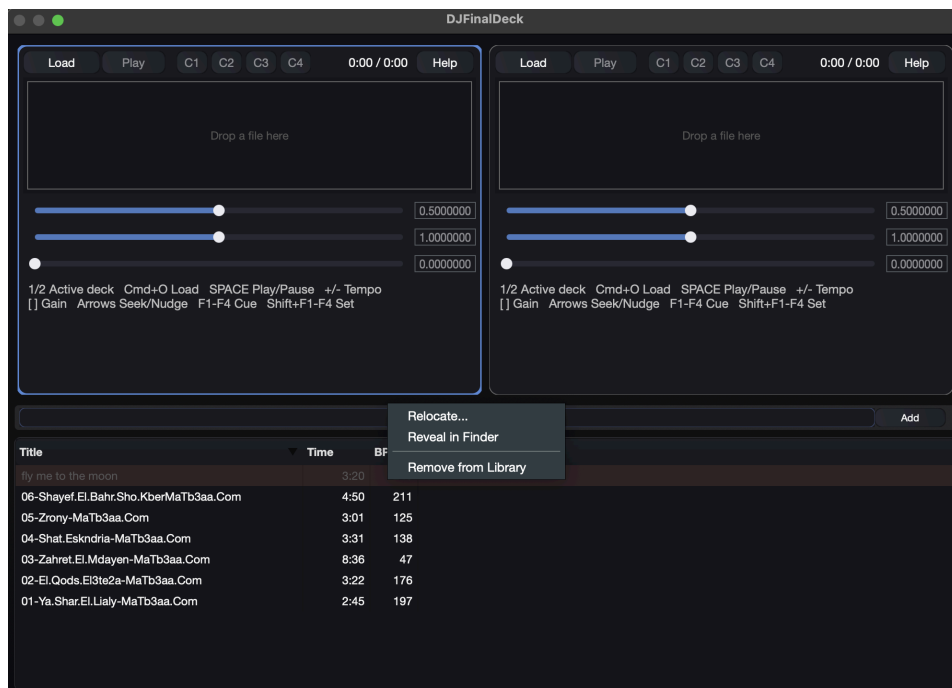 DJFinalDeck
Load Play C1 C2 C3 C4 0:00 / 0:00 Help
Drop a file here
0.5000000
1.0000000
0.0000000
1/2 Active deck Cmd+O Load SPACE Play/Pause +/- Tempo
[ ] Gain Arrows Seek/Nudge F1-F4 Cue Shift+F1-F4 Set
Load Play C1 C2 C3 C4 0:00 / 0:00 Help
Drop a file here
0.5000000
1.0000000
0.0000000
1/2 Active deck Cmd+O Load SPACE Play/Pause +/- Tempo
[ ] Gain Arrows Seek/Nudge F1-F4 Cue Shift+F1-F4 Set
Add
Relocate...
Reveal in Finder
Remove from Library
Title Time
fly me to the moon 3:20
06-Shayef.El.Bahr.Sho.KberMaTb3aa.Com 4:50 211
05-Zrony-MaTb3aa.Com 3:01 125
04-Shat.Eskndria-MaTb3aa.Com 3:31 138
03-Zahret.El.Mdayen-MaTb3aa.Com 8:36 47
02-El.Qods.El3te2a-MaTb3aa.Com 3:22 176
01-Ya.Shar.El.Lialy-MaTb3aa.Com 2:45 197